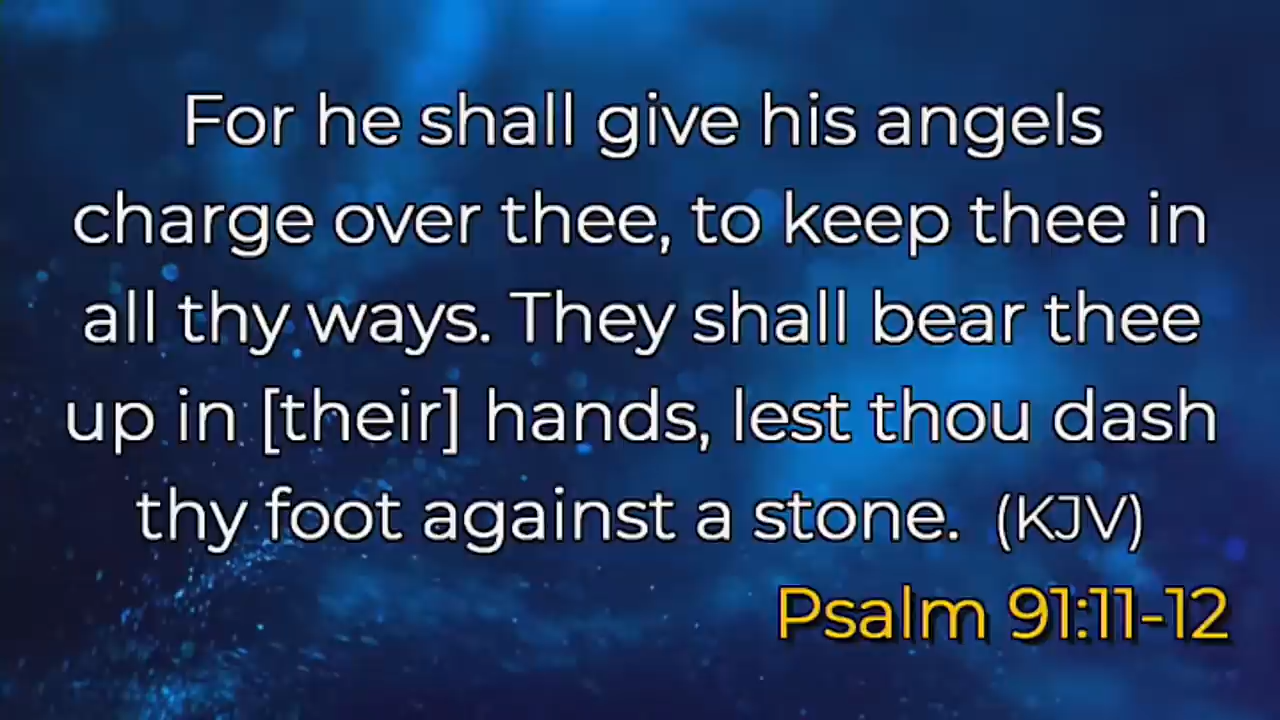 For he shall give his angels
charge over thee, to keep thee in
all thy ways. They shall bear thee
up in [their] hands, lest thou dash
thy foot against a stone. (KJV)
Psalm 91:11-12